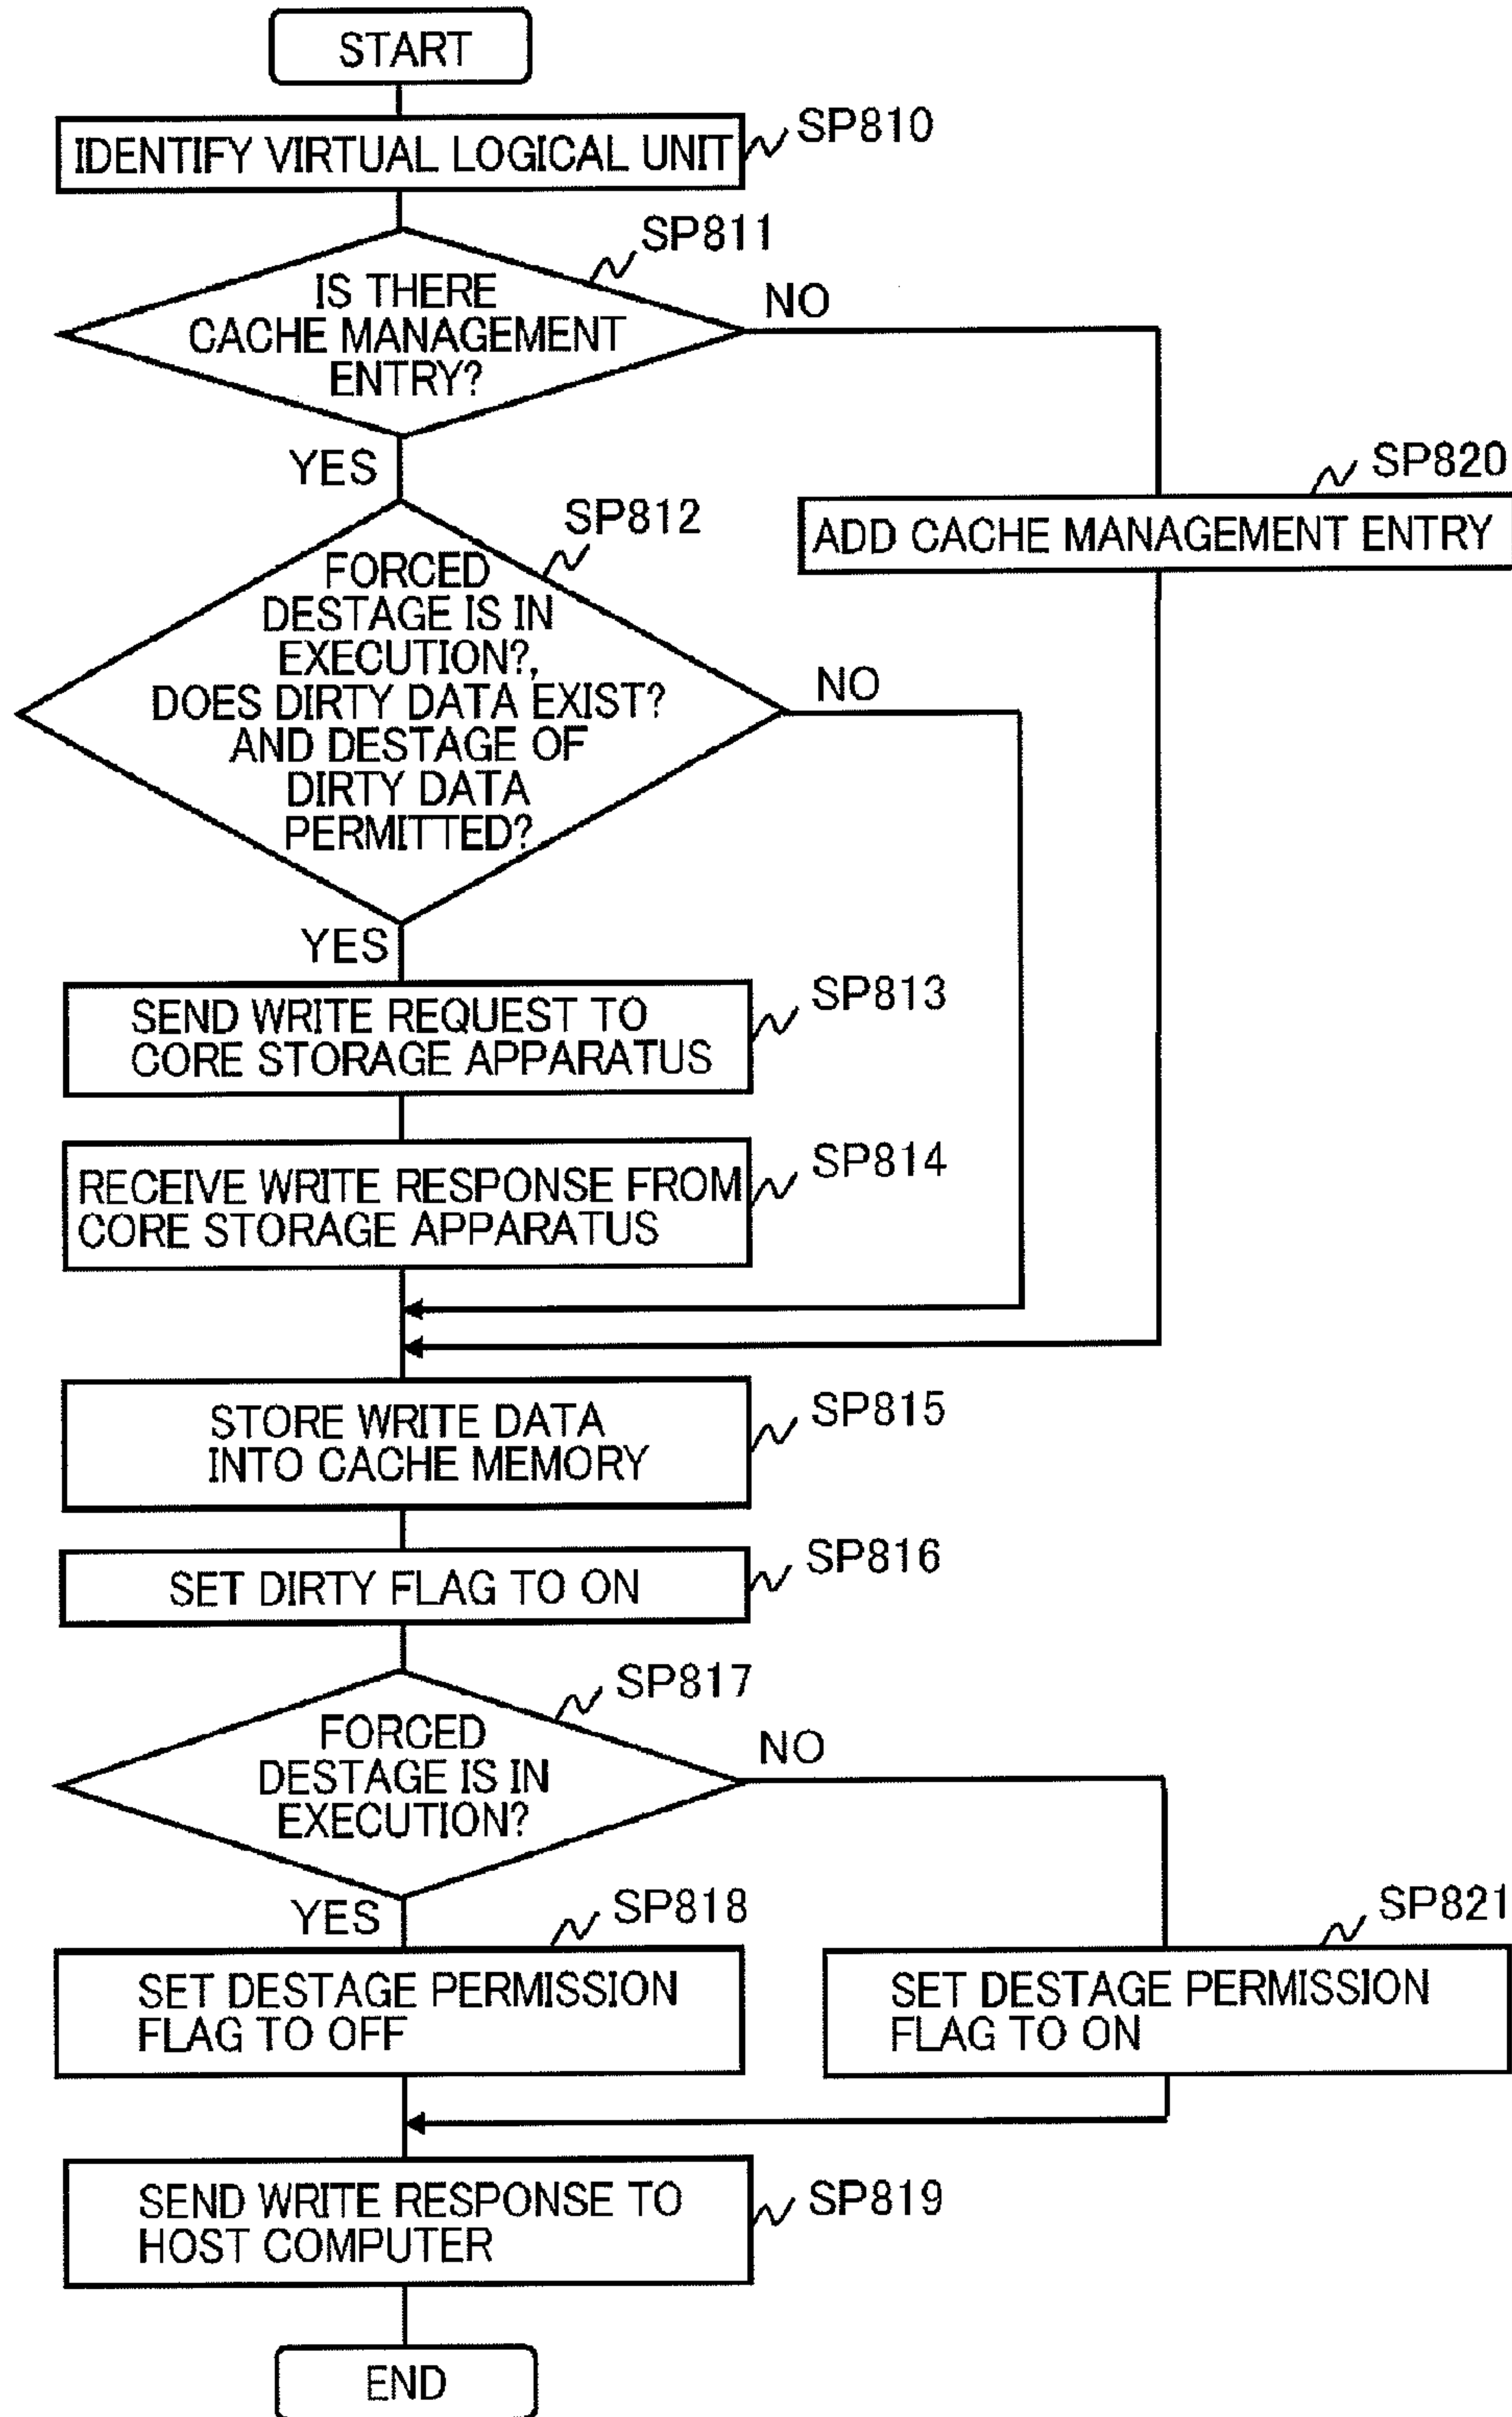 START
IDENTIFY VIRTUAL LOGICAL UNIT
SP810
SP811
IS THERE
CACHE MANAGEMENT
ENTRY?
NO
YES
SP820
ADD CACHE MANAGEMENT ENTRY
SP812
FORCED
DESTAGE IS IN
EXECUTION?,
DOES DIRTY DATA EXIST?
AND DESTAGE OF
DIRTY DATA
PERMITTED?
NO
YES
SP813
SEND WRITE REQUEST TO
CORE STORAGE APPARATUS
SP814
RECEIVE WRITE RESPONSE FROM
CORE STORAGE APPARATUS
SP815
STORE WRITE DATA
INTO CACHE MEMORY
SP816
SET DIRTY FLAG TO ON
SP817
FORCED
DESTAGE IS IN
EXECUTION?
NO
YES
SP818
SET DESTAGE PERMISSION
FLAG TO OFF
SP821
SET DESTAGE PERMISSION
FLAG TO ON
SP819
SEND WRITE RESPONSE TO
HOST COMPUTER
END